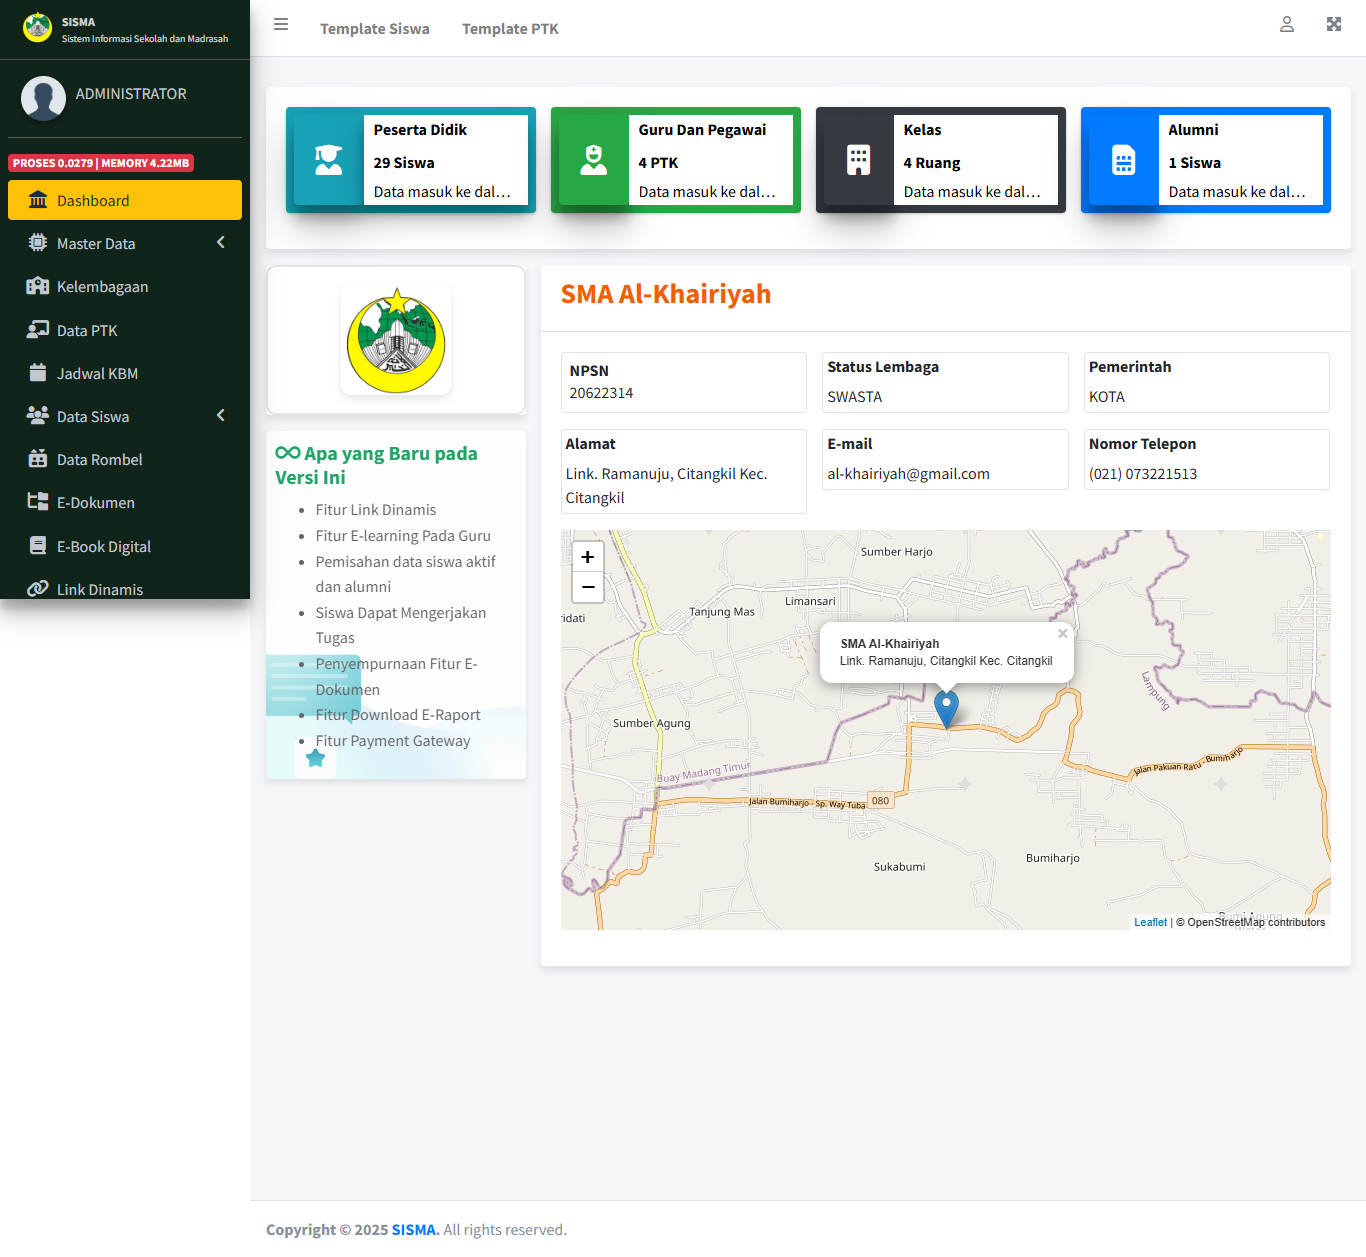 SISMA
Sistem Informasi Sekolah dan Madrasah
ADMINISTRATOR
PROSES 0.0279 | MEMORY 4.22MB
Dashboard
Master Data
Kelembagaan
Data PTK
Jadwal KBM
Data Siswa
Data Rombel
E-Dokumen
E-Book Digital
Link Dinamis
Template Siswa
Template PTK
Peserta Didik
29 Siswa
Data masuk ke dal...
Guru Dan Pegawai
4 PTK
Data masuk ke dal...
Kelas
4 Ruang
Data masuk ke dal...
Alumni
1 Siswa
Data masuk ke dal...
Apa yang Baru pada
Versi Ini
Fitur Link Dinamis
Fitur E-learning Pada Guru
Pemisahan data siswa aktif
dan alumni
Siswa Dapat Mengerjakan
Tugas
Penyempurnaan Fitur E-
Dokumen
Fitur Download E-Raport
Fitur Payment Gateway
SMA Al-Khairiyah
NPSN
20622314
Status Lembaga
SWASTA
Pemerintah
KOTA
Alamat
Link. Ramanuju, Citangkil Kec.
Citangkil
E-mail
al-khairiyah@gmail.com
Nomor Telepon
(021) 073221513
+
−
Sumber Harjo
Limansari
Tanjung Mas
ridati
SMA Al-Khairiyah
×
Link. Ramanuju, Citangkil Kec. Citangkil
Lampung
Sumber Agung
Buay Madang Timur
Jalan Pakuan Ratu - Bumiharjo
080
Jalan Bumiharjo - Sp. Way Tuba
Sukabumi
Bumiharjo
Bumi Agung
Leaflet | © OpenStreetMap contributors
Copyright © 2025 SISMA. All rights reserved.